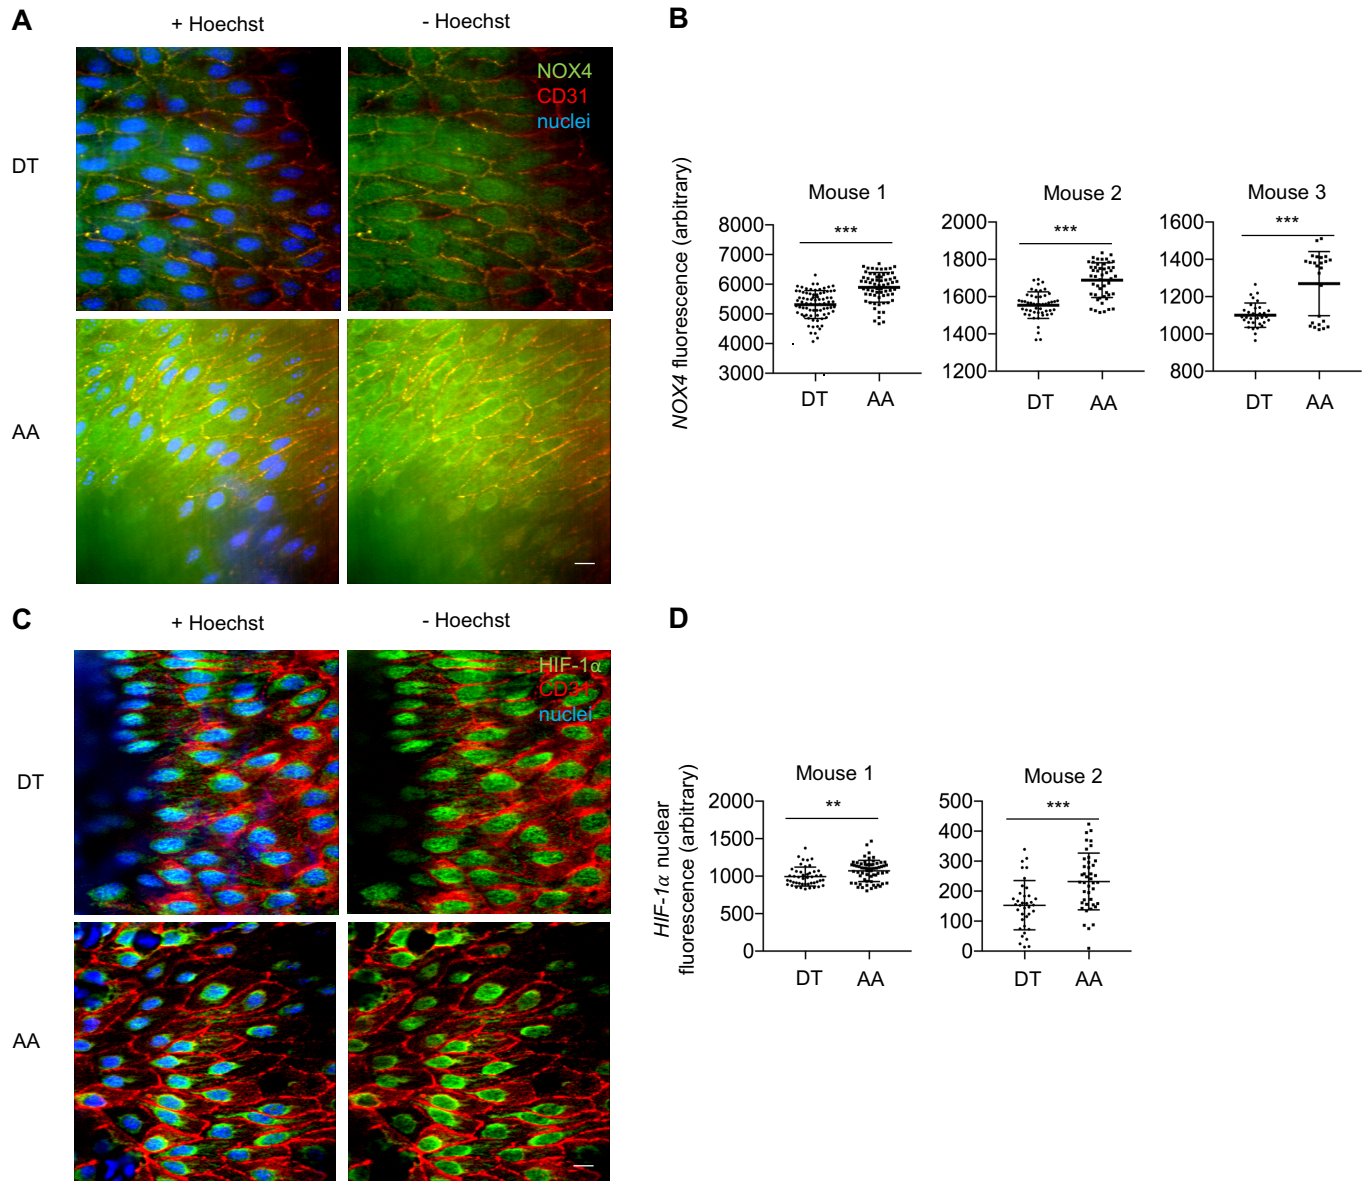 A
+ Hoechst
- Hoechst
NOX4
CD31
nuclei
DT
AA
B
NOX4 fluorescence (arbitrary)
Mouse 1
***
8000
7000
6000
5000
4000
3000
DT AA
Mouse 2
***
2000
1800
1600
1400
1200
DT AA
Mouse 3
***
1600
1400
1200
1000
800
DT AA
C
+ Hoechst
- Hoechst
HIF-1α
CD31
nuclei
DT
AA
D
HIF-1α nuclear
fluorescence (arbitrary)
Mouse 1
**
2000
1500
1000
500
0
DT AA
Mouse 2
***
500
400
300
200
100
0
DT AA